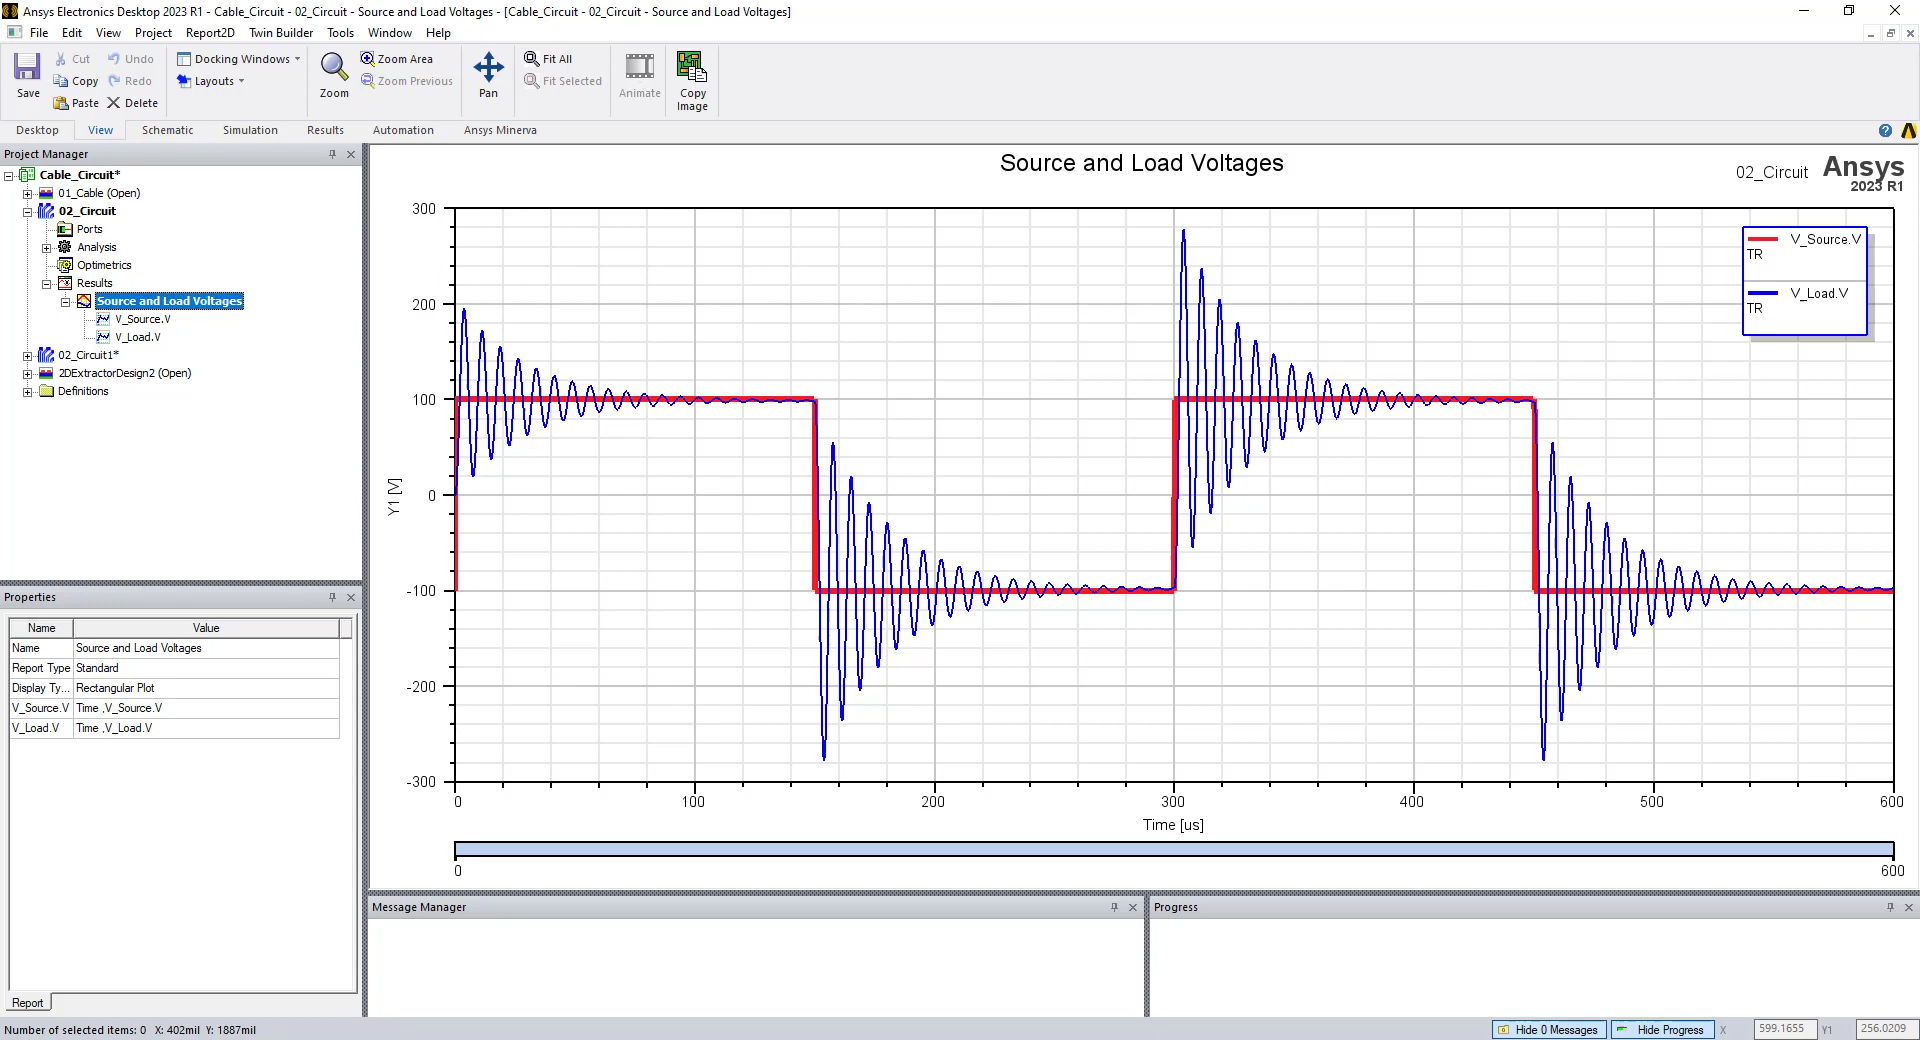 Ansys Electronics Desktop 2023 R1 - Cable_Circuit - 02_Circuit - Source and Load Voltages - [Cable_Circuit - 02_Circuit - Source and Load Voltages]
File Edit View Project Report2D Twin Builder Tools Window Help
Cut Undo Docking Windows Zoom Area Fit All
Copy Redo Layouts Zoom Previous Fit Selected
Save Zoom Pan Animate Copy Image
Paste Delete
Desktop View Schematic Simulation Results Automation Ansys Minerva
Project Manager
Cable_Circuit*
01_Cable (Open)
02_Circuit
Ports
Analysis
Optimetrics
Results
Source and Load Voltages
V_Source.V
V_Load.V
02_Circuit1*
2DExtractorDesign2 (Open)
Definitions
Properties
Name Value
Name Source and Load Voltages
Report Type Standard
Display Ty... Rectangular Plot
V_Source.V Time ,V_Source.V
V_Load.V Time ,V_Load.V
Report
Source and Load Voltages
02_Circuit Ansys
2023 R1
V_Source.V
TR
V_Load.V
TR
300
200
100
0
-100
-200
-300
Y1 [V]
0 100 200 300 400 500 600
Time [us]
0 600
Message Manager
Progress
Number of selected items: 0 X: 402mil Y: 1887mil
Hide 0 Messages Hide Progress X 599.1655 Y1 256.0209